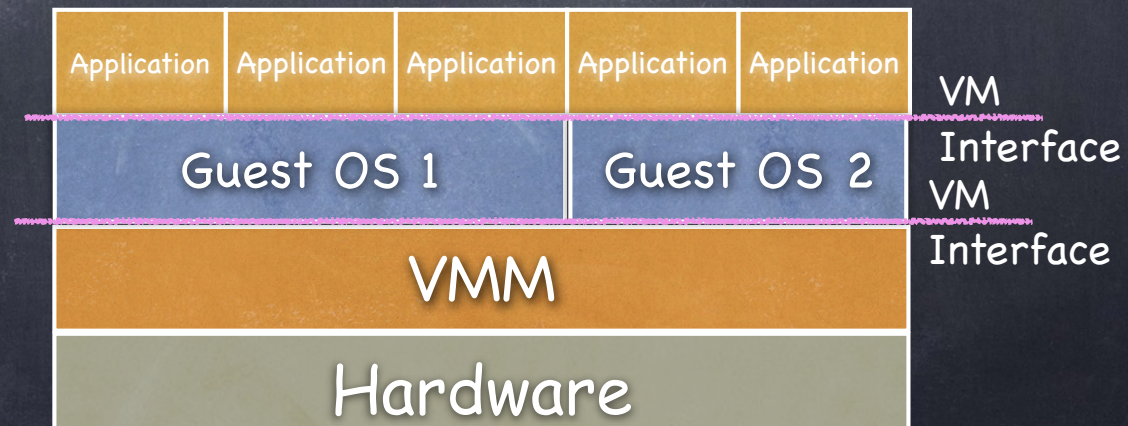 Application Application Application Application Application
VM
Interface
Guest OS 1 Guest OS 2
VM
Interface
VMM
Hardware